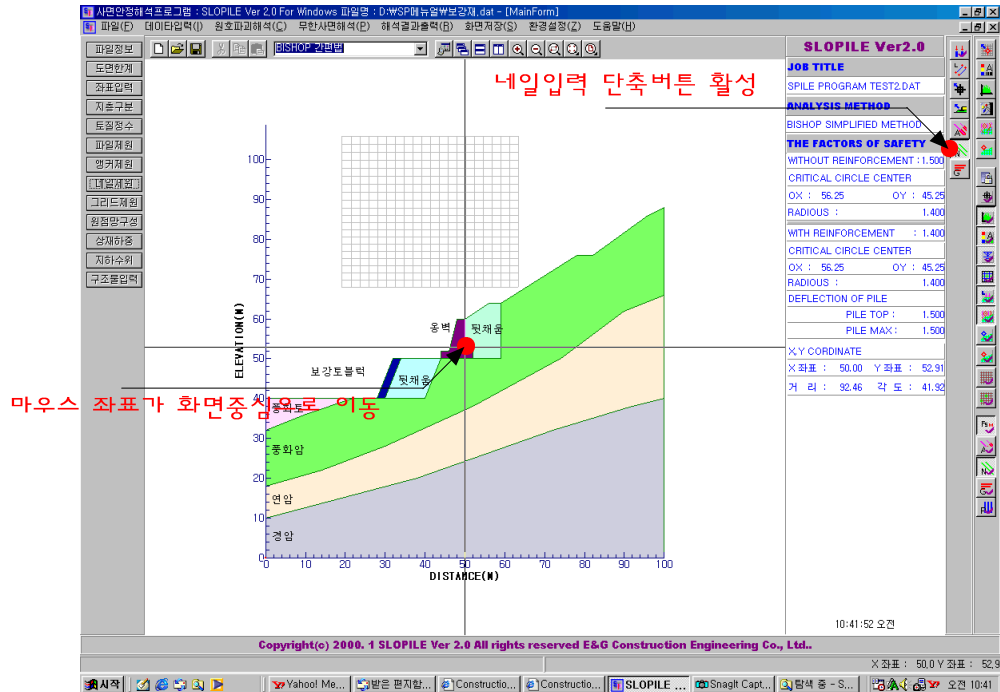 사면안정해석프로그램 : SLOPILE Ver 2.0 For Windows 파일명 : D:\SP메뉴얼\보강재.dat - [MainForm]
파일(F) 데이타입력(I) 원호파괴해석(C) 무한사면해석(P) 해석결과출력(R) 화면저장(S) 환경설정(Z) 도움말(H)
BISHOP 간편법
파일정보
도면한계
좌표입력
지층구분
토질정수
파일제원
앵커제원
네일제원
그리드제원
원점망구성
상재하중
지하수위
구조물입력
네일입력 단축버튼 활성
마우스 좌표가 화면중심으로 이동
ELEVATION(M)
100
90
80
70
60
50
30
20
10
0
옹벽
뒷채움
보강토블럭
뒷채움
풍화토
풍화암
연암
경암
0 10 20 30 40 50 60 70 80 90 100
DISTANCE(M)
SLOPILE Ver2.0
JOB TITLE
SPILE PROGRAM TEST2.DAT
ANALYSIS METHOD
BISHOP SIMPLIFIED METHOD
THE FACTORS OF SAFETY
WITHOUT REINFORCEMENT : 1.500
CRITICAL CIRCLE CENTER
OX : 56.25 OY : 45.25
RADIOUS : 1.400
WITH REINFORCEMENT : 1.400
CRITICAL CIRCLE CENTER
OX : 56.25 OY : 45.25
RADIOUS : 1.400
DEFLECTION OF PILE
PILE TOP : 1.500
PILE MAX : 1.500
X,Y CORDINATE
X 좌표 : 50.00 Y 좌표 : 52.91
거 리 : 92.46 각 도 : 41.92
10:41:52 오전
Copyright(c) 2000. 1 SLOPILE Ver 2.0 All rights reserved E&G Construction Engineering Co., Ltd..
X 좌표 : 50,0 Y 좌표 : 52,9
시작 Yahoo! Me... 받은 편지함... Constructio... Constructio... SLOPILE ... SnagIt Capt... 탐색 중 - S... 오전 10:41